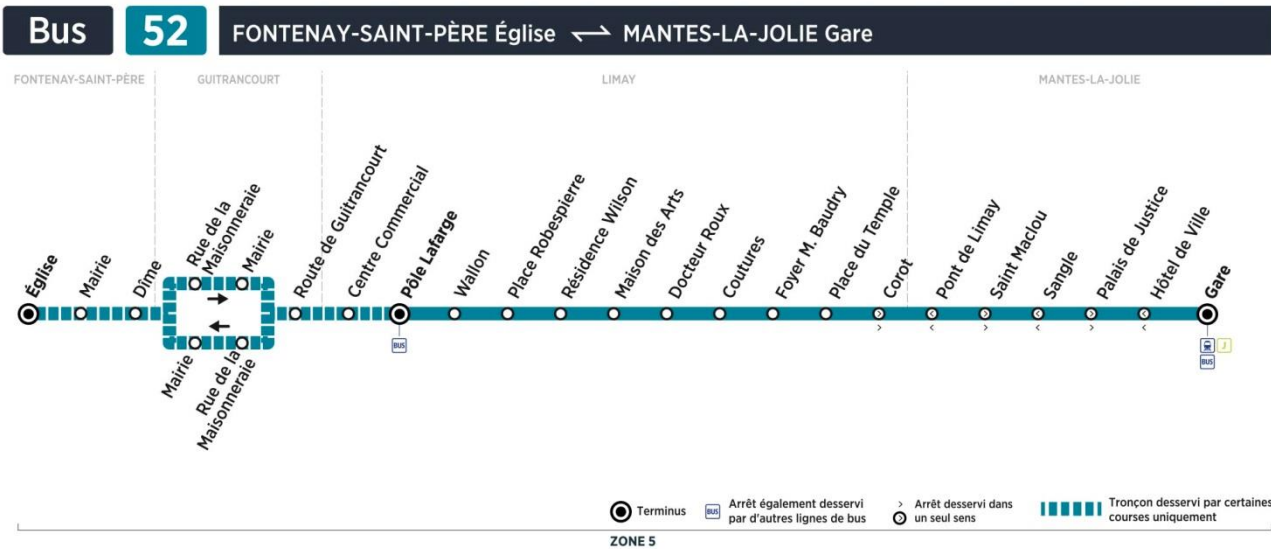 Bus 52 FONTENAY-SAINT-PÈRE Église MANTES-LA-JOLIE Gare
FONTENAY-SAINT-PÈRE GUITRANCOURT LIMAY MANTES-LA-JOLIE
Église
Mairie
Dîme
Rue de la
Maisonneraie
Mairie
Mairie
Rue de la
Maisonneraie
Route de Guitrancourt
Centre Commercial
Pôle Lafarge
BUS
Wallon
Place Robespierre
Résidence Wilson
Maison des Arts
Docteur Roux
Coutures
Foyer M. Baudry
Place du Temple
Corot
Pont de Limay
Saint Maclou
Sangle
Palais de Justice
Hôtel de Ville
Gare
J
BUS
Terminus
BUS
Arrêt également desservi
par d'autres lignes de bus
Arrêt desservi dans
un seul sens
Tronçon desservi par certaines
courses uniquement
ZONE 5